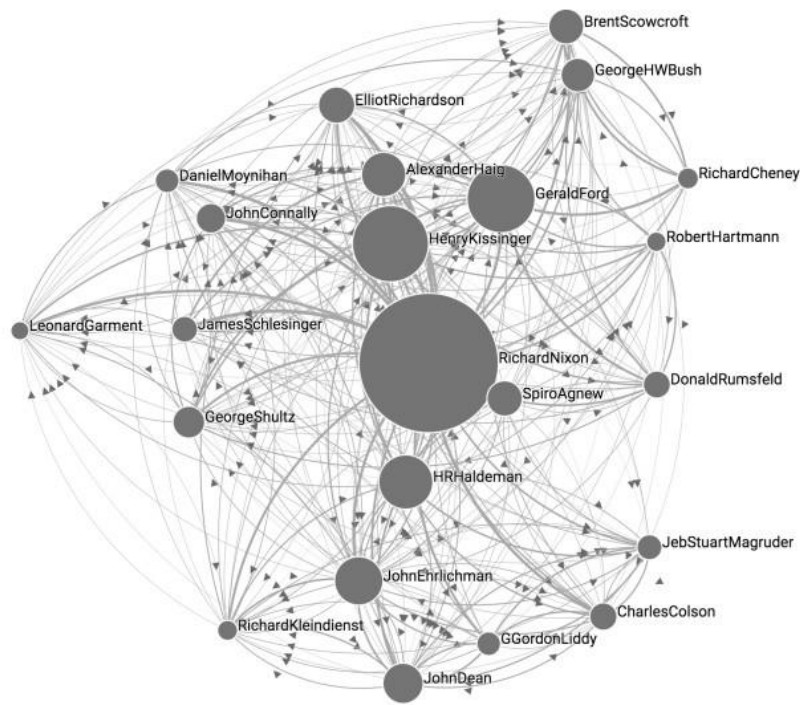 BrentScowcroft
GeorgeHWBush
ElliotRichardson
AlexanderHaig
DanielMoynihan
RichardCheney
GeraldFord
JohnConnally
HenryKissinger
RobertHartmann
LeonardGarment
JamesSchlesinger
RichardNixon
DonaldRumsfeld
SpiroAgnew
GeorgeShultz
HRHaldeman
JebStuartMagruder
JohnEhrlichman
CharlesColson
RichardKleindienst
GGordonLiddy
JohnDean